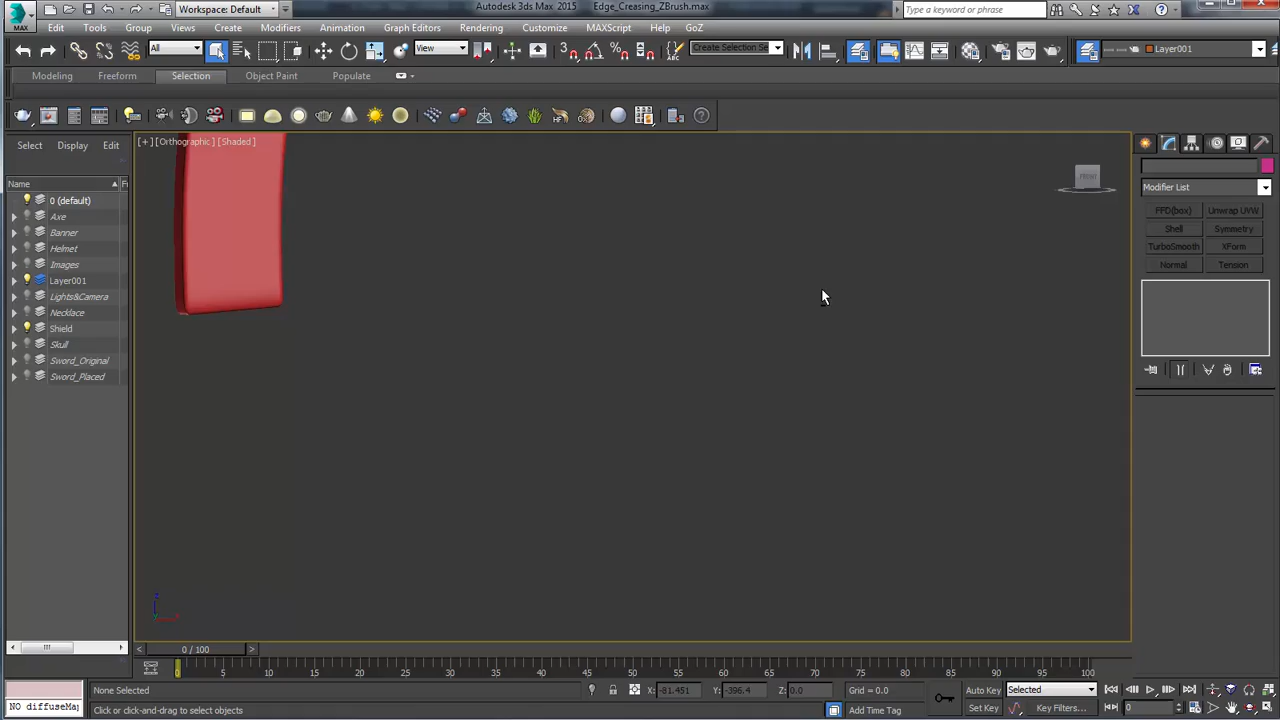 Workspace: Default
Autodesk 3ds Max 2015 Edge_Creasing_ZBrush.max
Type a keyword or phrase
MAX
Edit Tools Group Views Create Modifiers Animation Graph Editors Rendering Customize MAXScript Help GoZ
All View Create Selection Se Layer001
Modeling Freeform Selection Object Paint Populate
Select Display Edit
[+] [Orthographic] [Shaded]
FRONT
Name
0 (default)
Axe
Banner
Helmet
Images
Layer001
Lights&Camera
Necklace
Shield
Skull
Sword_Original
Sword_Placed
Modifier List
FFD(box) Unwrap UVW
Shell Symmetry
TurboSmooth XForm
Normal Tension
0 / 100
0 5 10 15 20 25 30 35 40 45 50 55 60 65 70 75 80 85 90 95 100
None Selected X: -81.451 Y: -396.4 Z: 0.0 Grid = 0.0 Auto Key Selected
NO diffuseMap Click or click-and-drag to select objects Add Time Tag Set Key Key Filters... 0